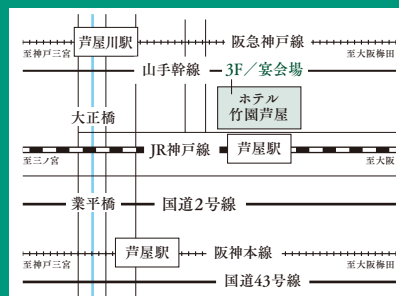 芦屋川駅
阪急神戸線
至神戸三宮
至大阪梅田
山手幹線
3F／宴会場
ホテル
竹園芦屋
大正橋
JR神戸線
芦屋駅
至三ノ宮
至大阪
業平橋
国道2号線
芦屋駅
阪神本線
至神戸三宮
至大阪梅田
国道43号線